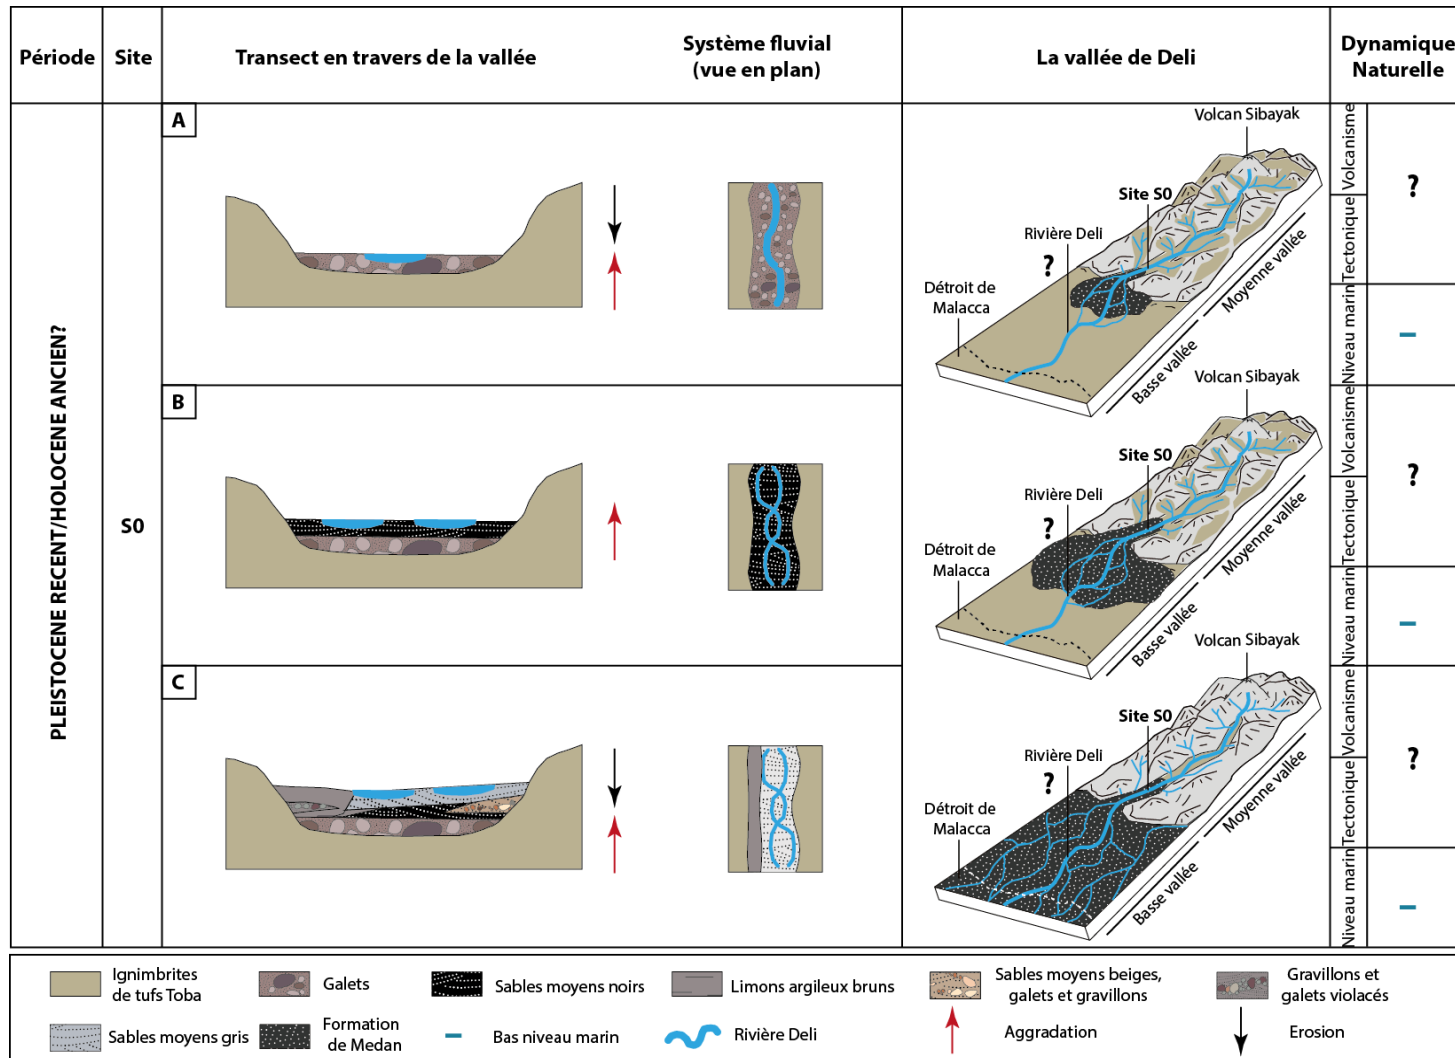 Période
Site
Transect en travers de la vallée
Système fluvial
(vue en plan)
La vallée de Deli
Dynamique
Naturelle
PLEISTOCENE RECENT/HOLOCENE ANCIEN?
S0
A
Volcan Sibayak
Site S0
Rivière Deli
?
Détroit de
Malacca
Moyenne vallée
Basse vallée
Volcanisme
Tectonique
?
Niveau marin
–
B
Volcan Sibayak
Site S0
Rivière Deli
?
Détroit de
Malacca
Moyenne vallée
Basse vallée
Volcanisme
Tectonique
?
Niveau marin
–
C
Volcan Sibayak
Site S0
Rivière Deli
?
Détroit de
Malacca
Moyenne vallée
Basse vallée
Volcanisme
Tectonique
?
Niveau marin
–
Ignimbrites
de tufs Toba
Galets
Sables moyens noirs
Limons argileux bruns
Sables moyens beiges,
galets et gravillons
Gravillons et
galets violacés
Sables moyens gris
Formation
de Medan
– Bas niveau marin
Rivière Deli
Aggradation
Erosion